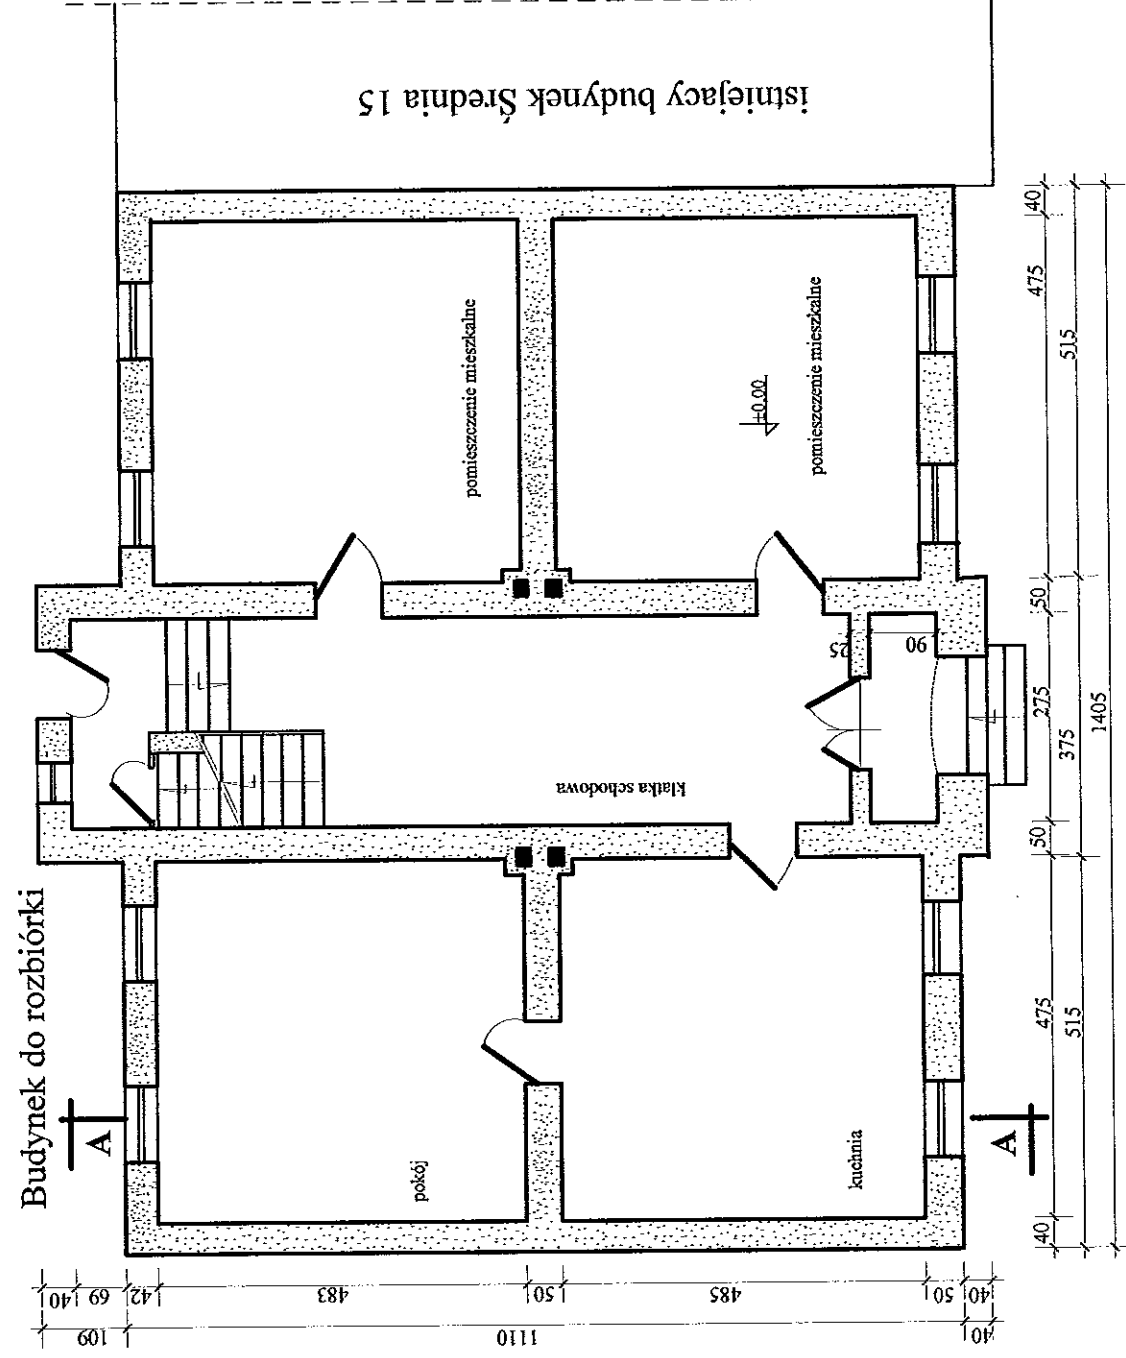 istniejacy budynek Średnia 15
Budynek do rozbiórki
pomieszczenie mieszkalne
pomieszczenie mieszkalne
±0.00
klatka schodowa
pokój
kuchnia
A
A
25
90
40
475
515
50
275
375
1405
50
475
515
40
40
69
42
483
50
485
50
40
109
1110
40